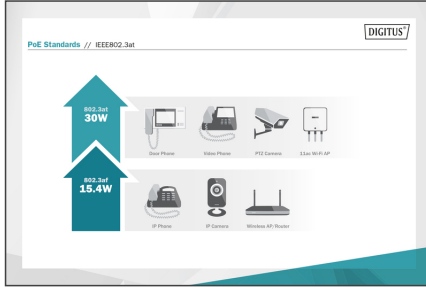 DIGITUS®
PoE Standards // IEEE802.3at
802.3at
30W
Door Phone
Video Phone
PTZ Camera
11ac Wi-Fi AP
802.3af
15.4W
IP Phone
IP Camera
Wireless AP/Router